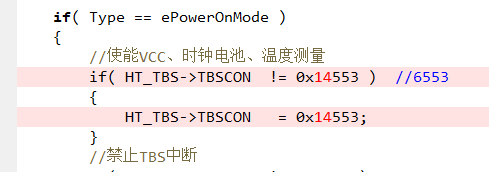 if( Type == ePowerOnMode )
{
//使能VCC、时钟电池、温度测量
if( HT_TBS->TBSCON != 0x14553 ) //6553
{
HT_TBS->TBSCON = 0x14553;
}
//禁止TBS中断